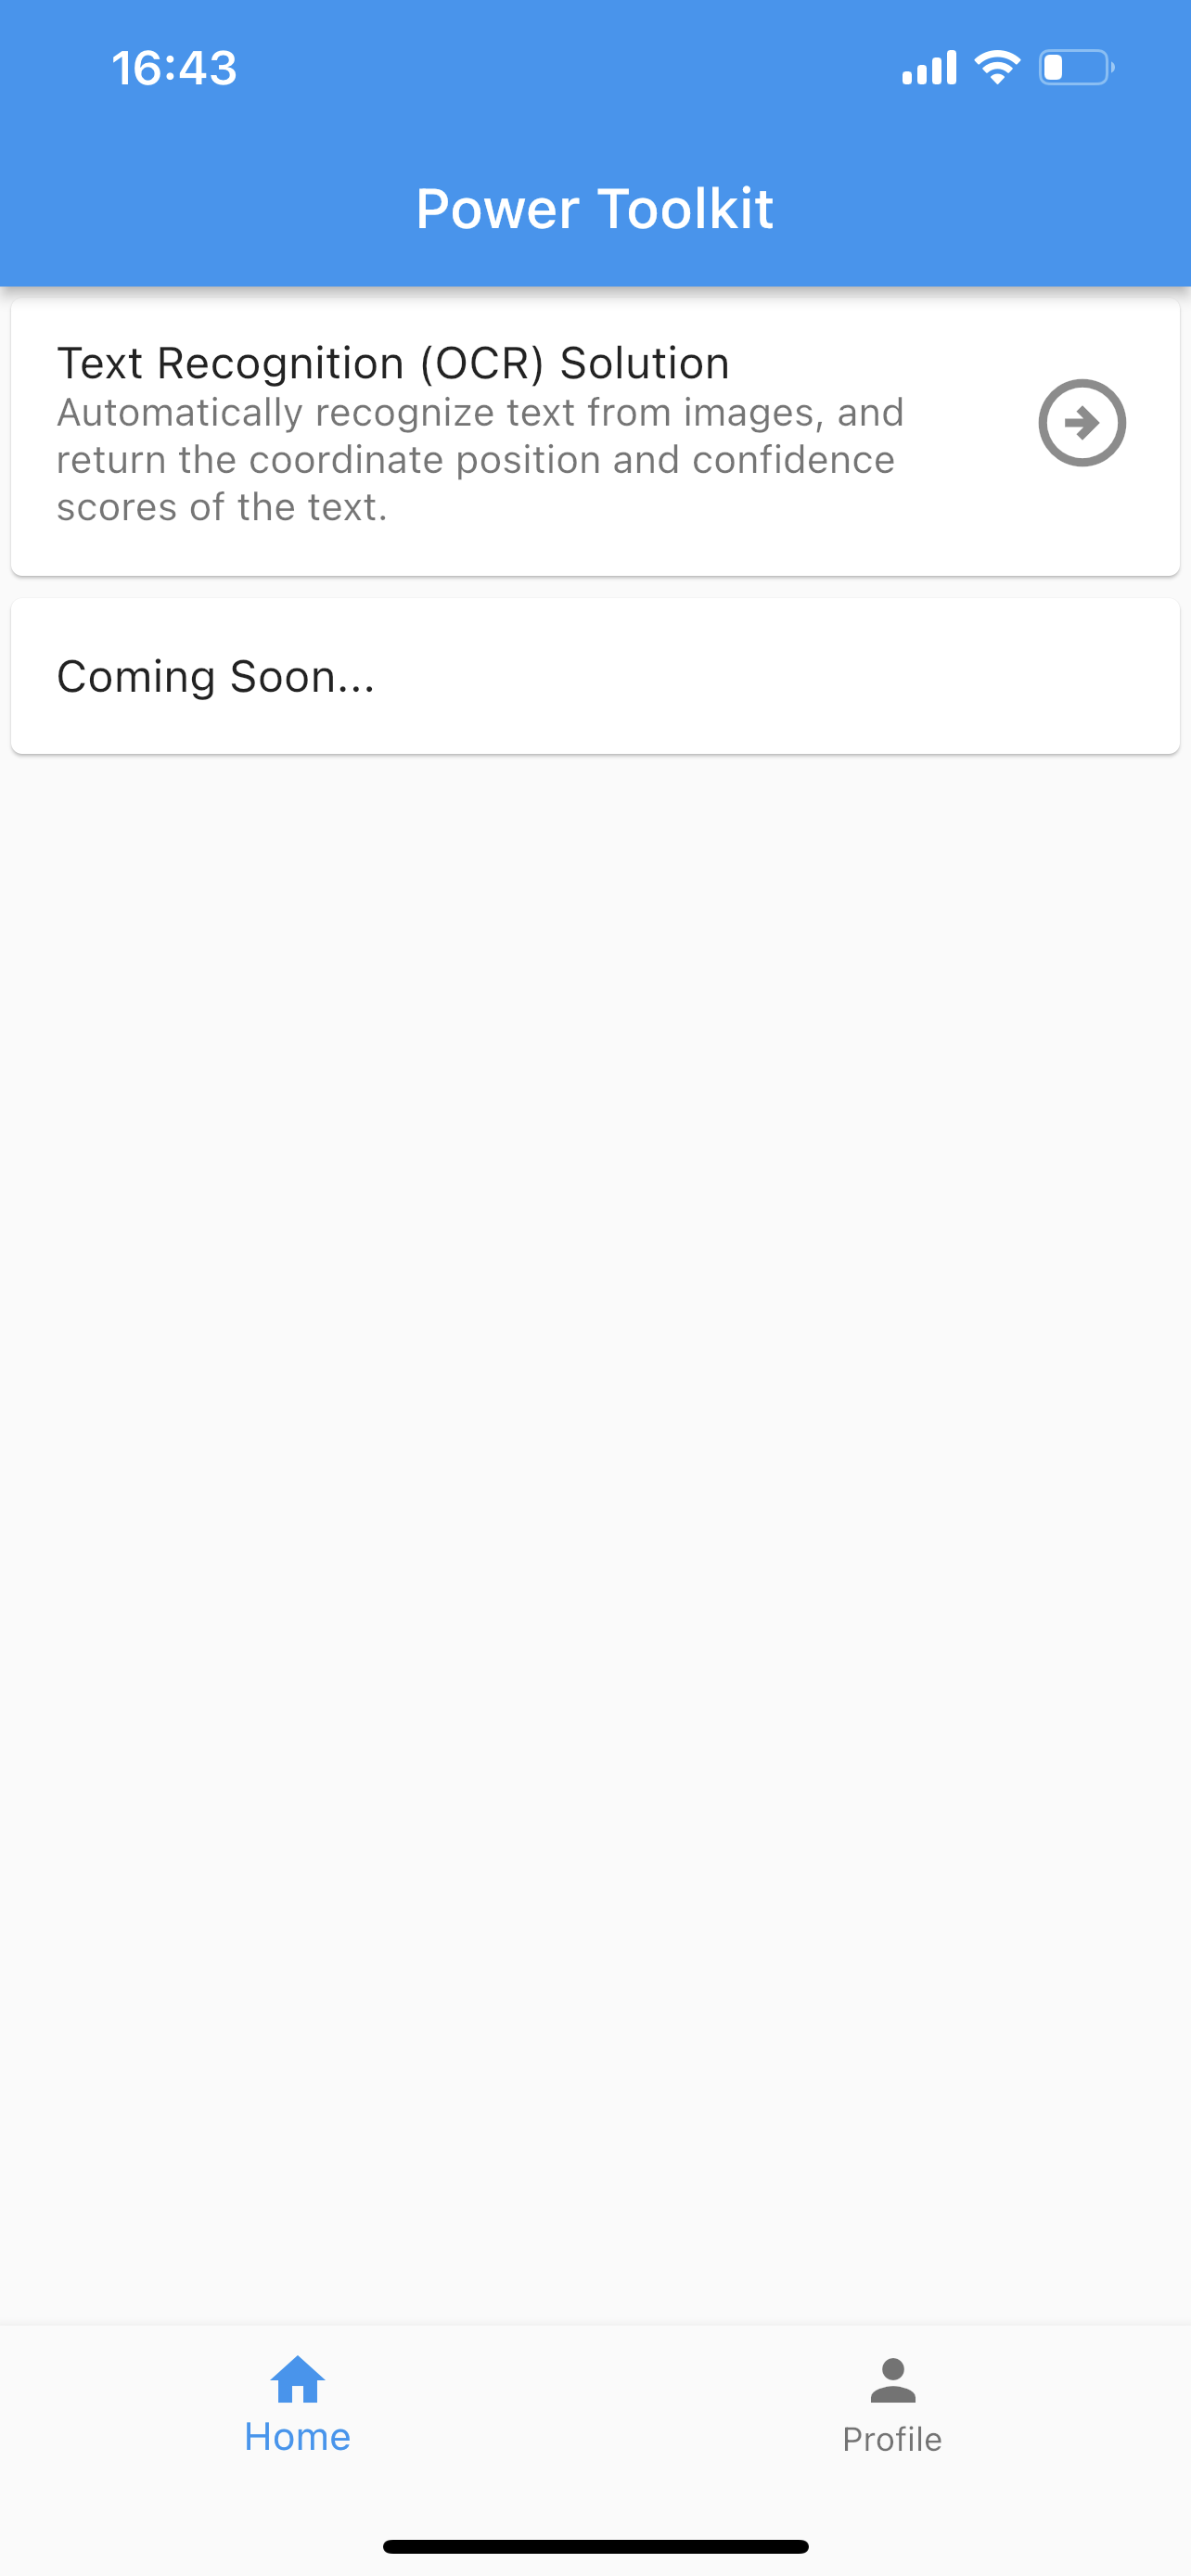 16:43
Power Toolkit
Text Recognition (OCR) Solution
Automatically recognize text from images, and
return the coordinate position and confidence
scores of the text.
Coming Soon...
Home
Profile